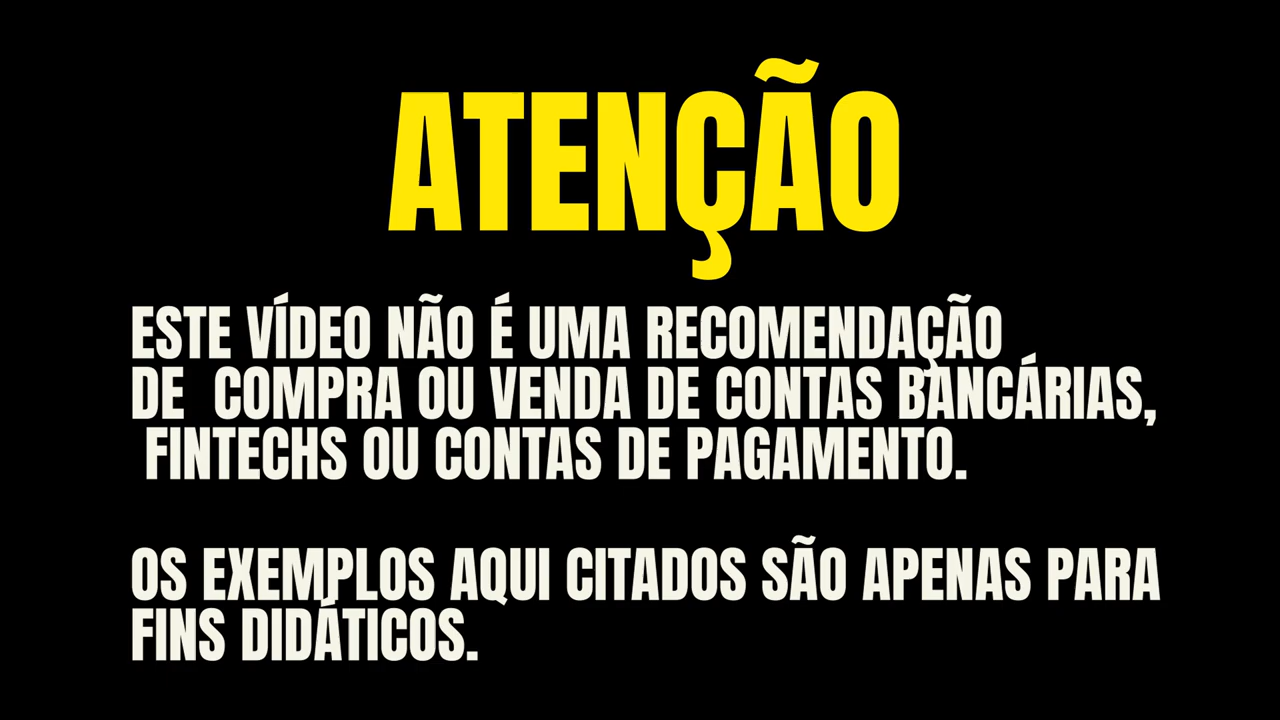 ATENÇÃO
ESTE VÍDEO NÃO É UMA RECOMENDAÇÃO
DE  COMPRA OU VENDA DE CONTAS BANCÁRIAS,
FINTECHS OU CONTAS DE PAGAMENTO.
OS EXEMPLOS AQUI CITADOS SÃO APENAS PARA
FINS DIDÁTICOS.